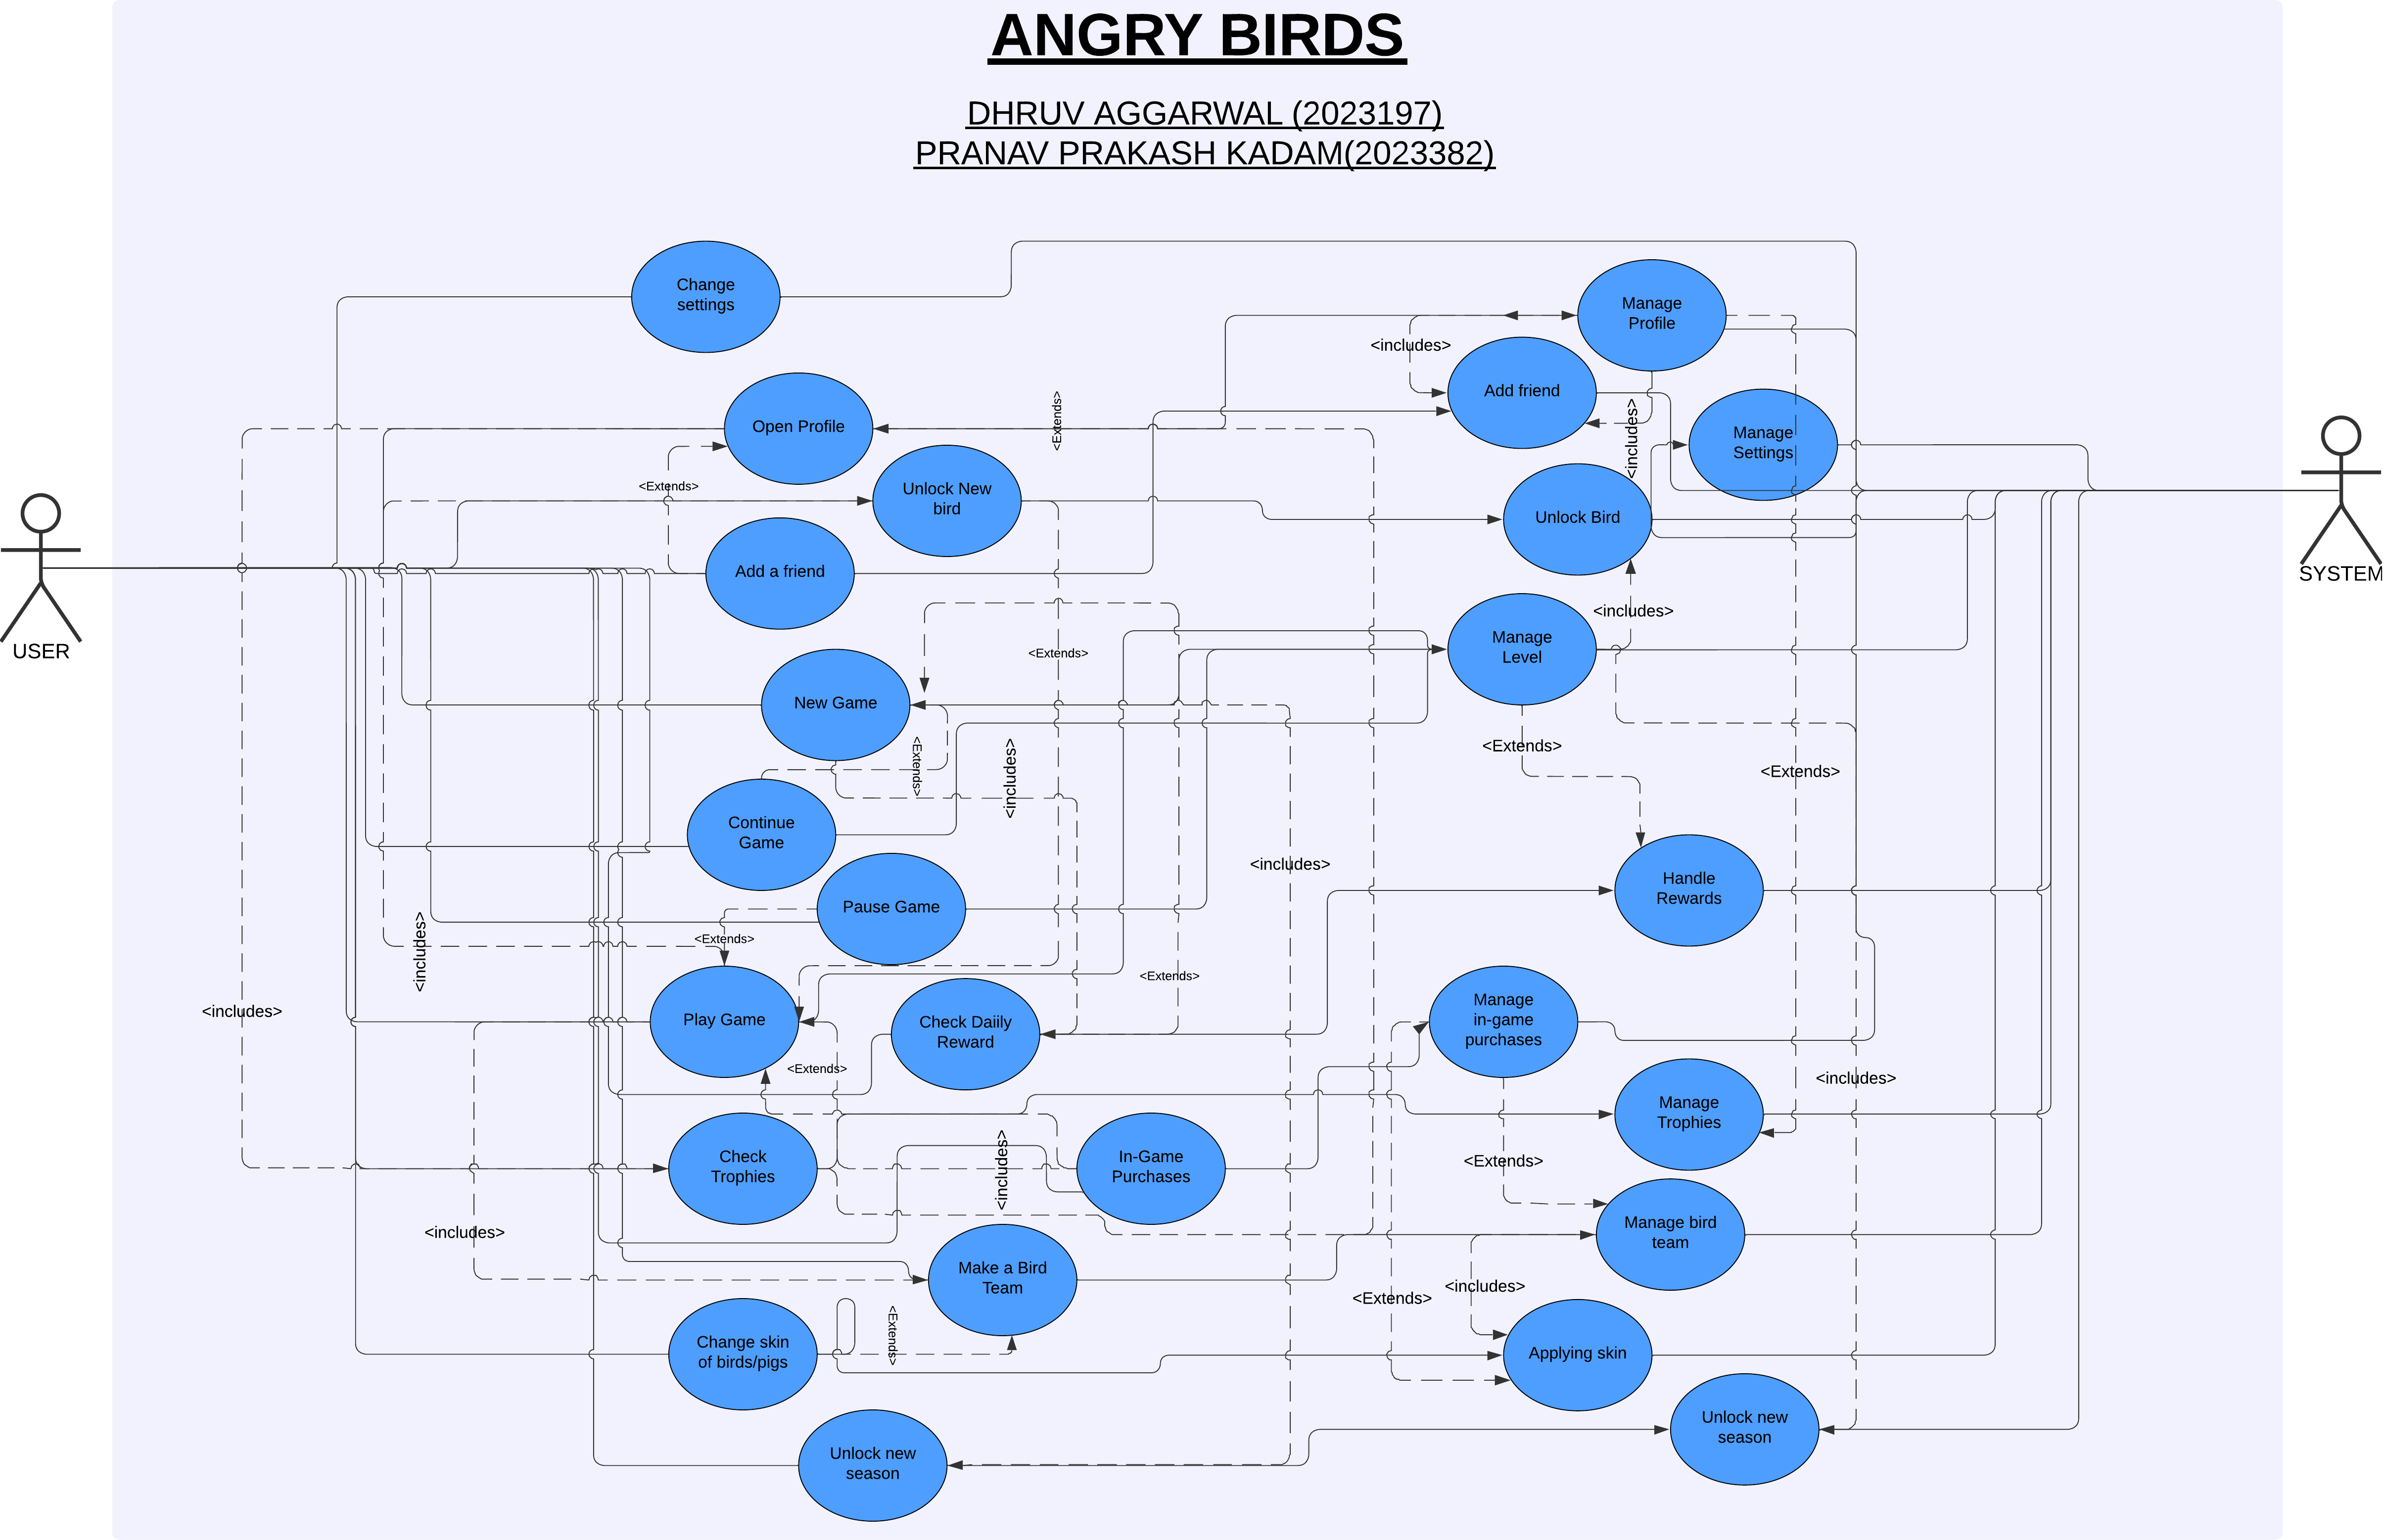 ANGRY BIRDS
DHRUV AGGARWAL (2023197)
PRANAV PRAKASH KADAM(2023382)
Change
settings
Manage
Profile
<includes>
Add friend
<Extends>
Open Profile
<includes>
Manage
Settings
<Extends>
Unlock New
bird
Unlock Bird
Add a friend
SYSTEM
USER
<includes>
Manage
Level
<Extends>
New Game
<Extends>
<includes>
<Extends>
<Extends>
Continue
Game
<includes>
Handle
Rewards
Pause Game
<Extends>
<includes>
<Extends>
<includes>
Play Game
Check Daiily
Reward
Manage
in-game
purchases
<Extends>
<includes>
Manage
Trophies
Check
Trophies
<includes>
In-Game
Purchases
<Extends>
<includes>
Manage bird
team
Make a Bird
Team
<includes>
<Extends>
Change skin
of birds/pigs
<Extends>
Applying skin
Unlock new
season
Unlock new
season